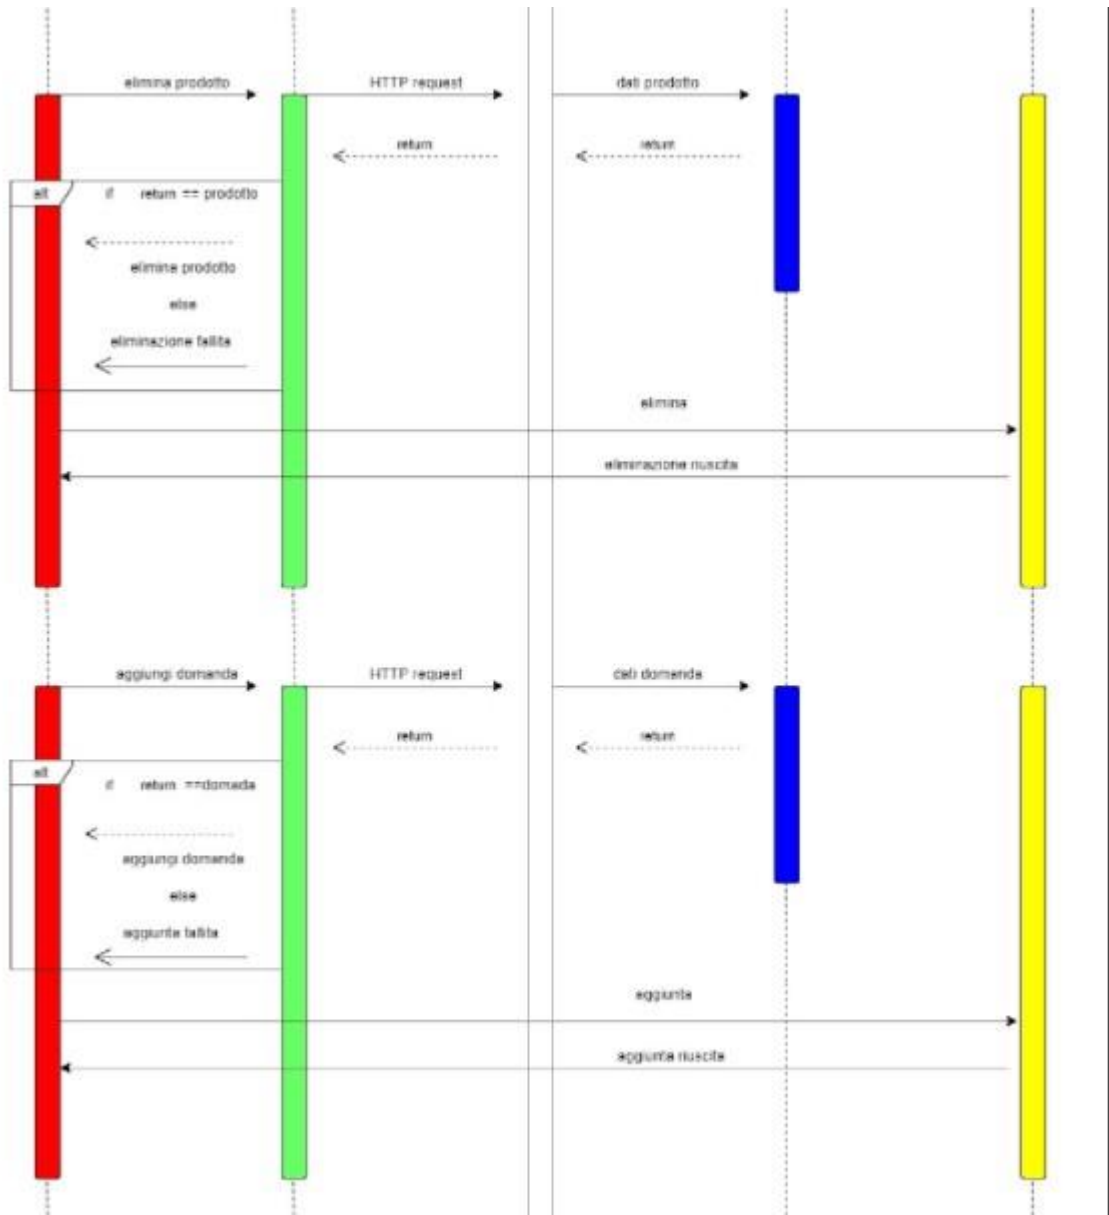 elimina prodotto
HTTP request
dati prodotto
return
return
alt
if return == prodotto
elimina prodotto
else
eliminazione fallita
elimina
eliminazione riuscita
aggiungi domanda
HTTP request
dati domanda
return
return
alt
if return ==domada
aggiungi domanda
else
aggiunta fallita
aggiunta
aggiunta riuscita